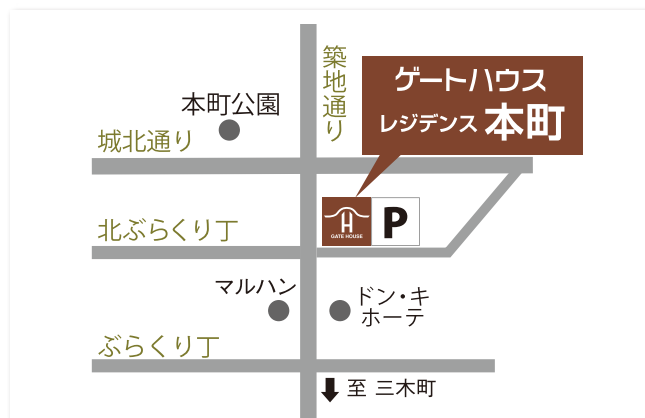 築地通り
ゲートハウス
レジデンス 本町
本町公園
城北通り
GATE HOUSE
P
北ぶらくり丁
マルハン
ドン・キ
ホーテ
ぶらくり丁
至 三木町